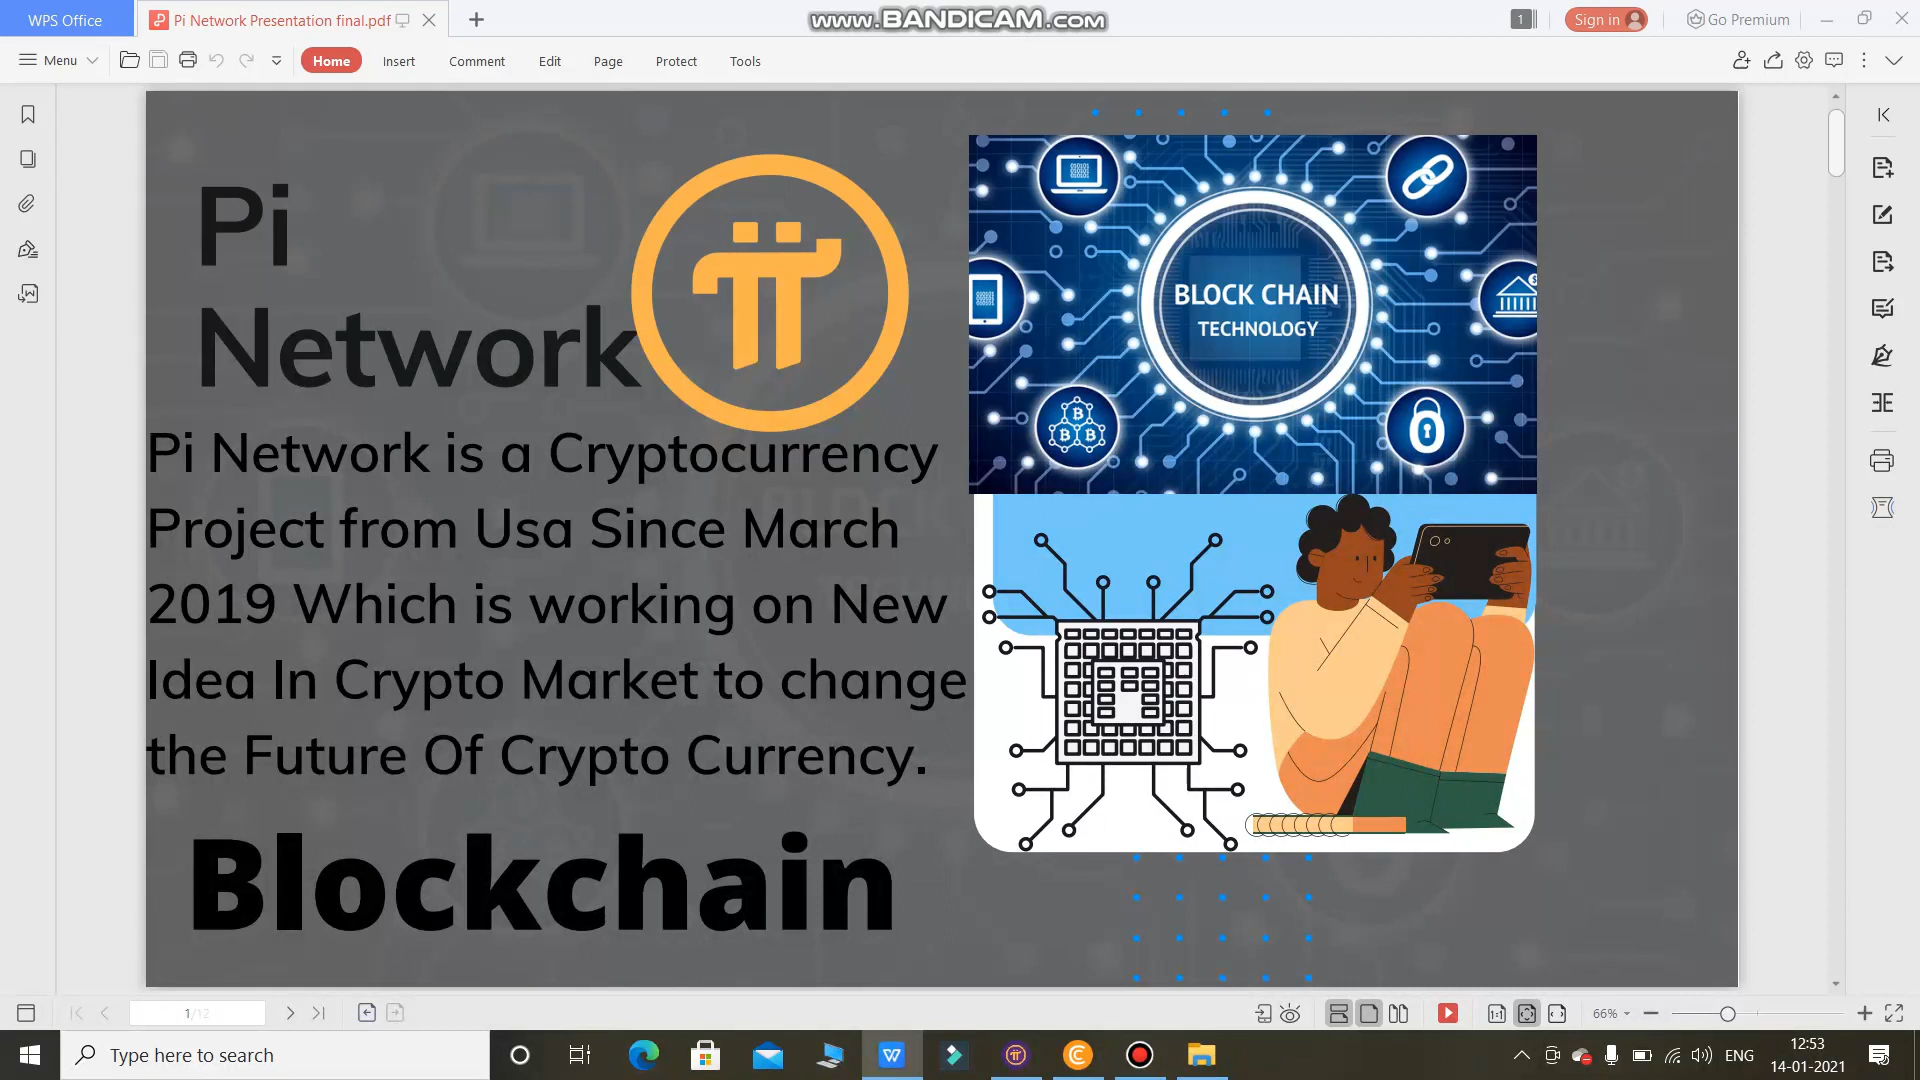 WPS Office
Pi Network Presentation final.pdf
www.BANDICAM.com
1
Sign in
Go Premium
Menu
Home
Insert
Comment
Edit
Page
Protect
Tools
Pi
Network
Pi Network is a Cryptocurrency
Project from Usa Since March
2019 Which is working on New
Idea In Crypto Market to change
the Future Of Crypto Currency.
Blockchain
BLOCK CHAIN
TECHNOLOGY
1/12
66%
Type here to search
ENG
12:53
14-01-2021